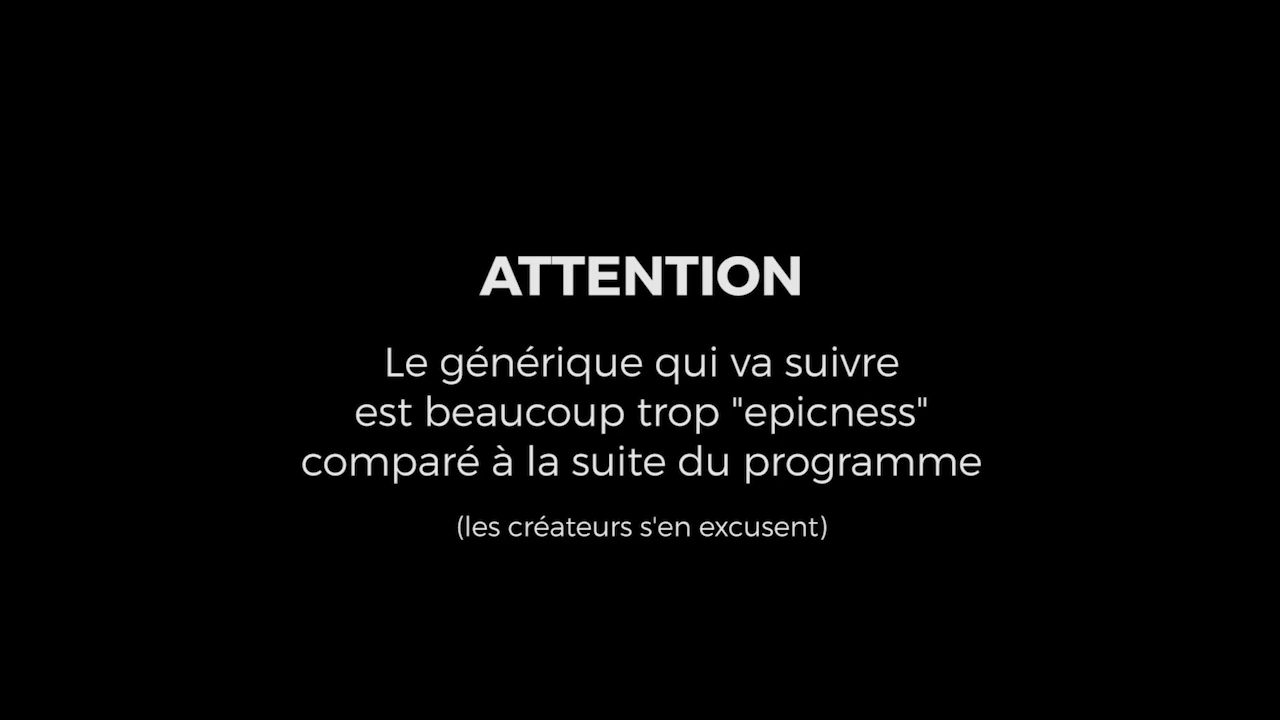 ATTENTION
Le générique qui va suivre
est beaucoup trop "epicness"
comparé à la suite du programme
(les créateurs s'en excusent)